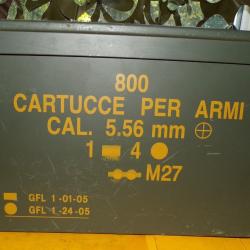 800
CARTUCCE PER ARMI
CAL. 5.56 mm
1 4
M27
GFL 1-01-05
GFL 1-24-05